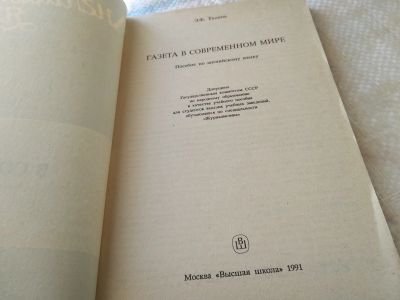 ГАЗЕТА В СОВРЕМЕННОМ МИРЕ
Пособие по английскому языку
Допущено
Государственным комитетом СССР
по народному образованию
в качестве учебного пособия
для студентов высших учебных заведений,
обучающихся по специальности
«Журналистика»
Москва «Высшая школа» 1991